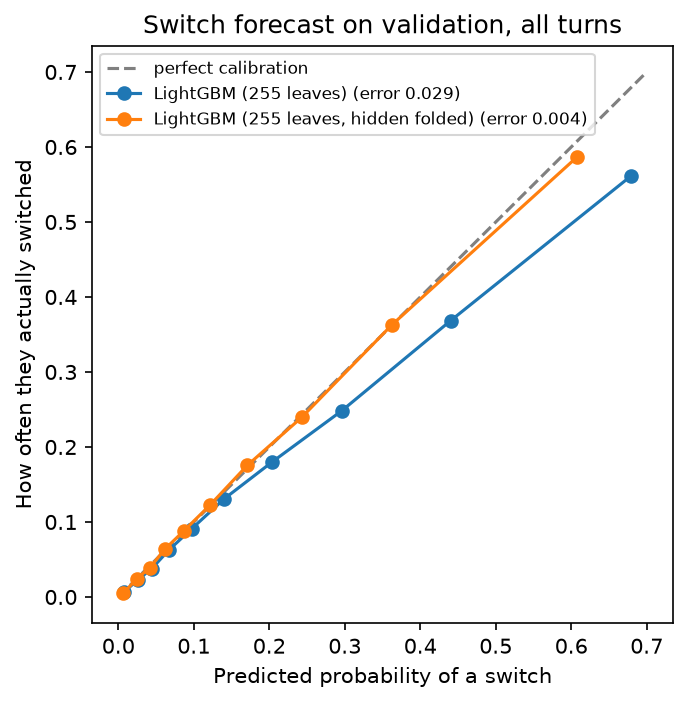 Switch forecast on validation, all turns
perfect calibration
LightGBM (255 leaves) (error 0.029)
LightGBM (255 leaves, hidden folded) (error 0.004)
How often they actually switched
0.7
0.6
0.5
0.4
0.3
0.2
0.1
0.0
0.0 0.1 0.2 0.3 0.4 0.5 0.6 0.7
Predicted probability of a switch